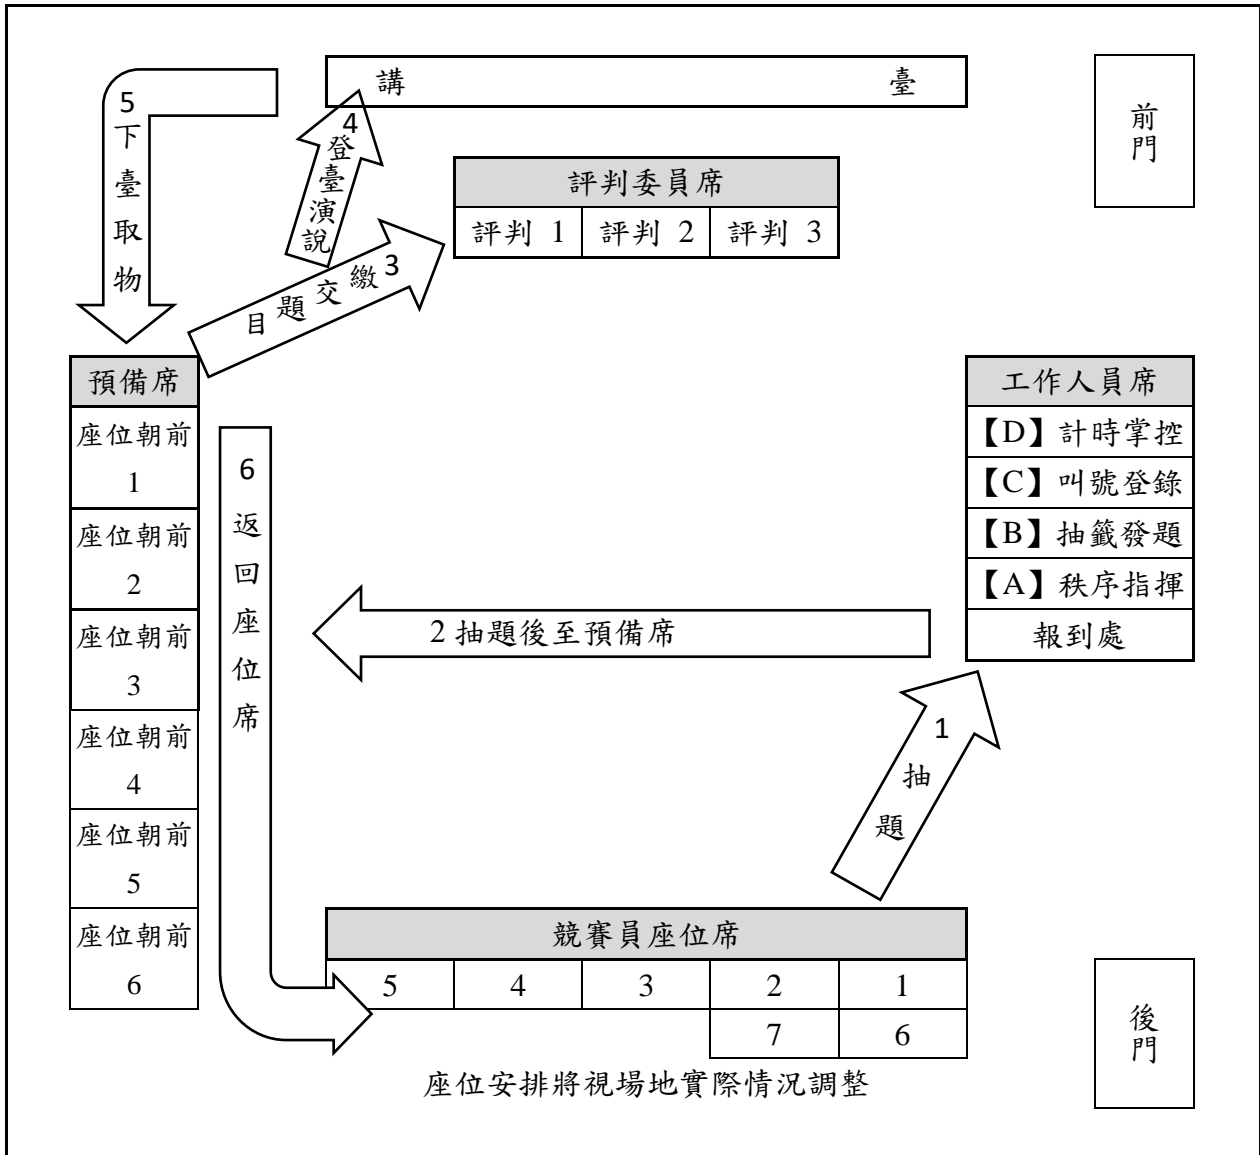 講 臺
前門
5下臺取物
4登臺演說
評判委員席
評判 1 評判 2 評判 3
目題交繳3
預備席
座位朝前
1
座位朝前
2
座位朝前
3
座位朝前
4
座位朝前
5
座位朝前
6
6返回座位席
工作人員席
【D】計時掌控
【C】叫號登錄
【B】抽籤發題
【A】秩序指揮
報到處
2 抽題後至預備席
1抽題
競賽員座位席
5 4 3 2 1
7 6
座位安排將視場地實際情況調整
後門